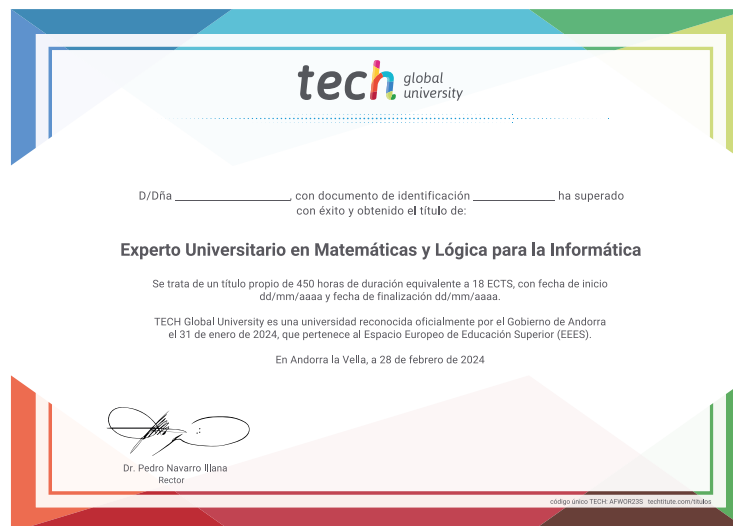 tech global university
D/Dña ______________, con documento de identificación __________ ha superado
con éxito y obtenido el título de:
Experto Universitario en Matemáticas y Lógica para la Informática
Se trata de un título propio de 450 horas de duración equivalente a 18 ECTS, con fecha de inicio
dd/mm/aaaa y fecha de finalización dd/mm/aaaa.
TECH Global University es una universidad reconocida oficialmente por el Gobierno de Andorra
el 31 de enero de 2024, que pertenece al Espacio Europeo de Educación Superior (EEES).
En Andorra la Vella, a 28 de febrero de 2024
Dr. Pedro Navarro Illana
Rector
código único TECH: AFWOR23S techtitute.com/titulos